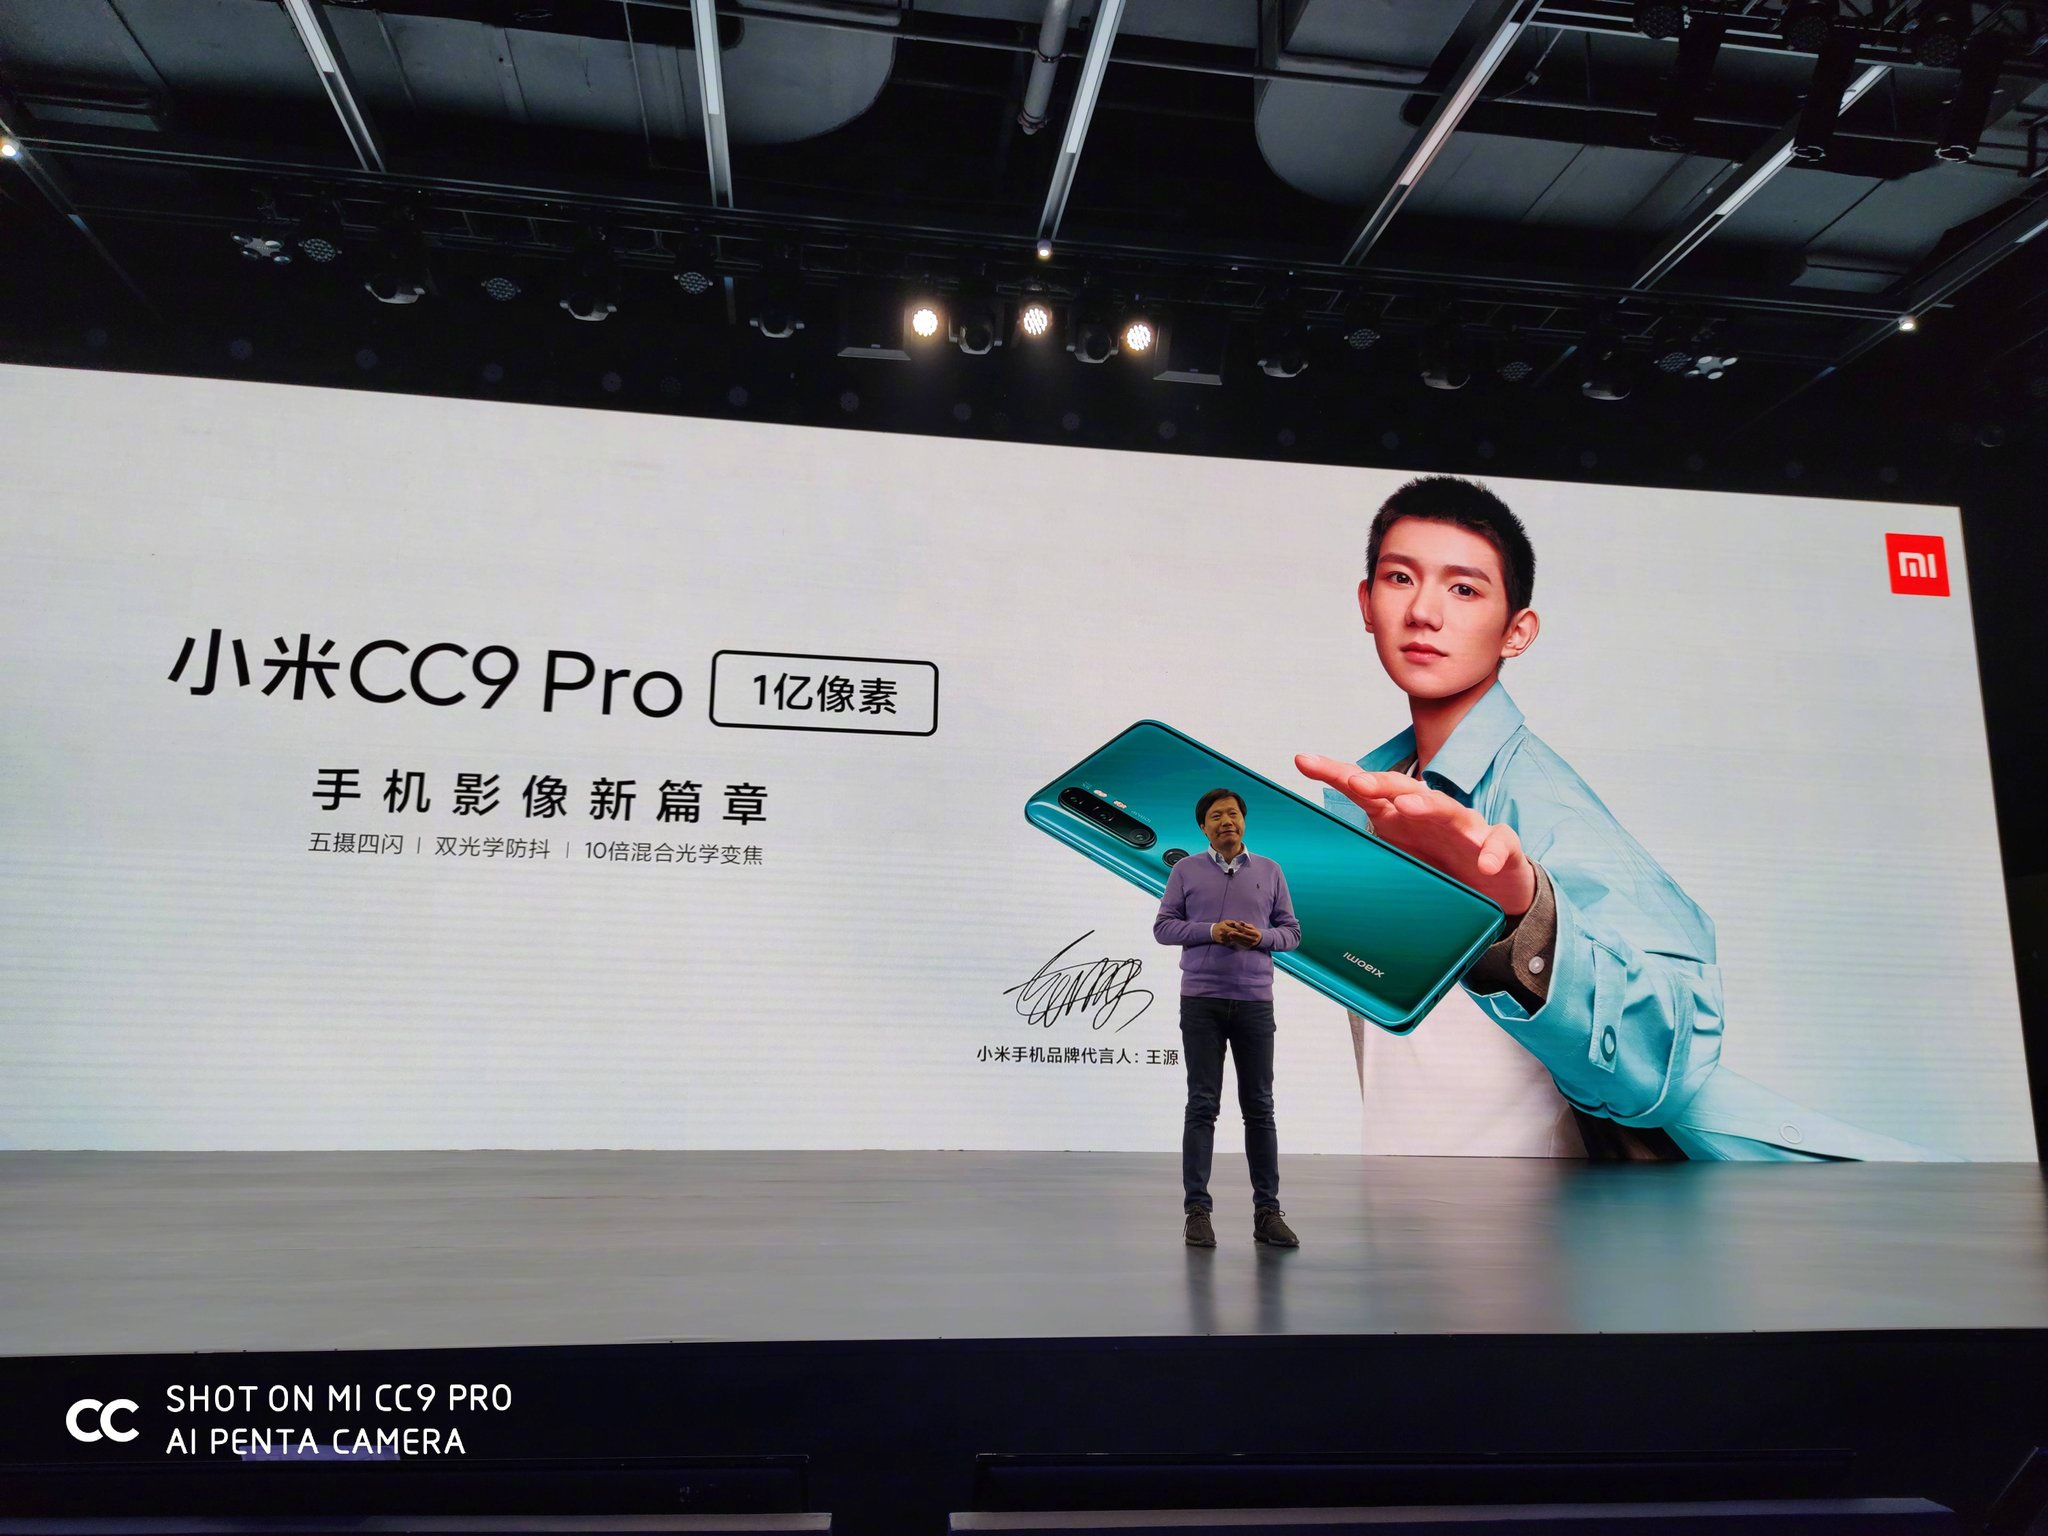 小米CC9 Pro 1亿像素
手机影像新篇章
五摄四闪 | 双光学防抖 | 10倍混合光学变焦
mi
xiaomi
小米手机品牌代言人：王源
CC
SHOT ON MI CC9 PRO
AI PENTA CAMERA